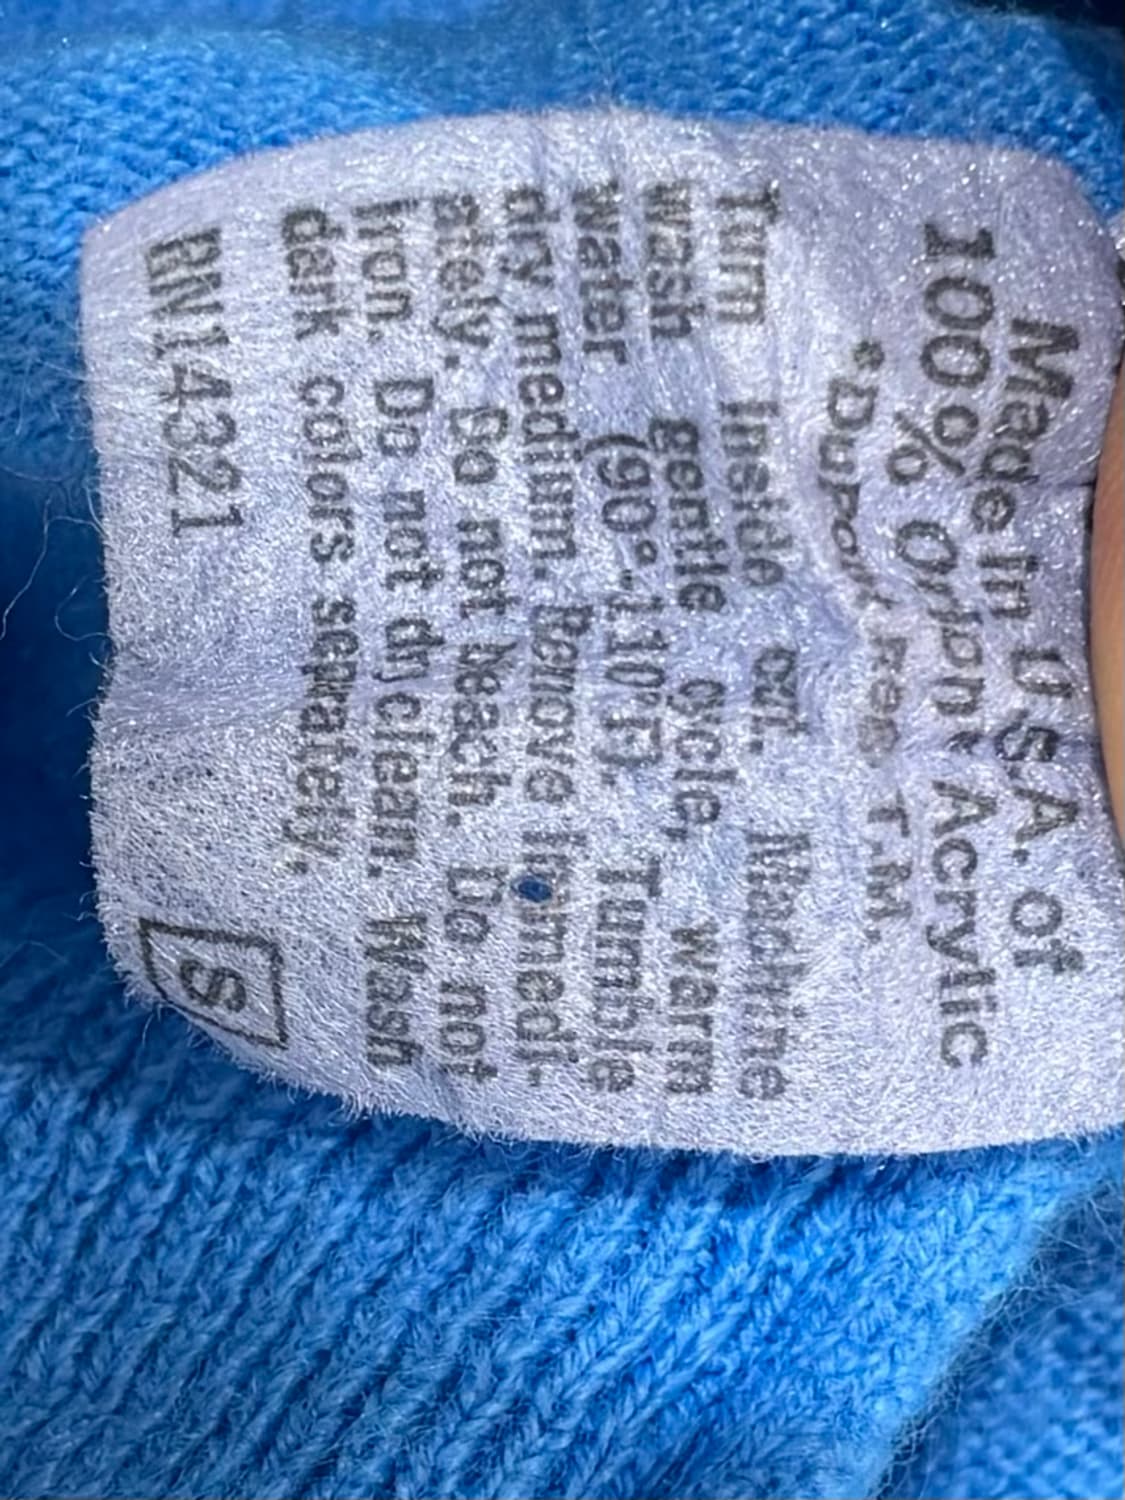 Made in U.S.A. of
100% Orlon* Acrylic
*DuPont Reg T.M.
Turn inside out. Machine
wash gentle cycle, warm
water (90°-110°F). Tumble
dry medium. Remove immedi-
ately. Do not bleach. Do not
iron. Do not dryclean. Wash
dark colors separately.
RN14321
S